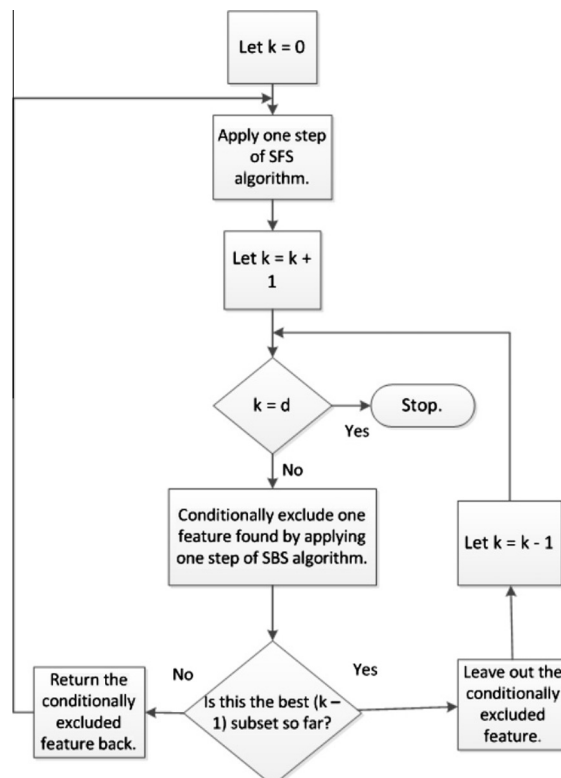 Let k = 0
Apply one step
of SFS
algorithm.
Let k = k +
1
k = d
Stop.
Yes
No
Conditionally exclude one
feature found by applying
one step of SBS algorithm.
Let k = k - 1
No
Yes
Is this the best (k –
1) subset so far?
Return the
conditionally
excluded
feature back.
Leave out the
conditionally
excluded
feature.